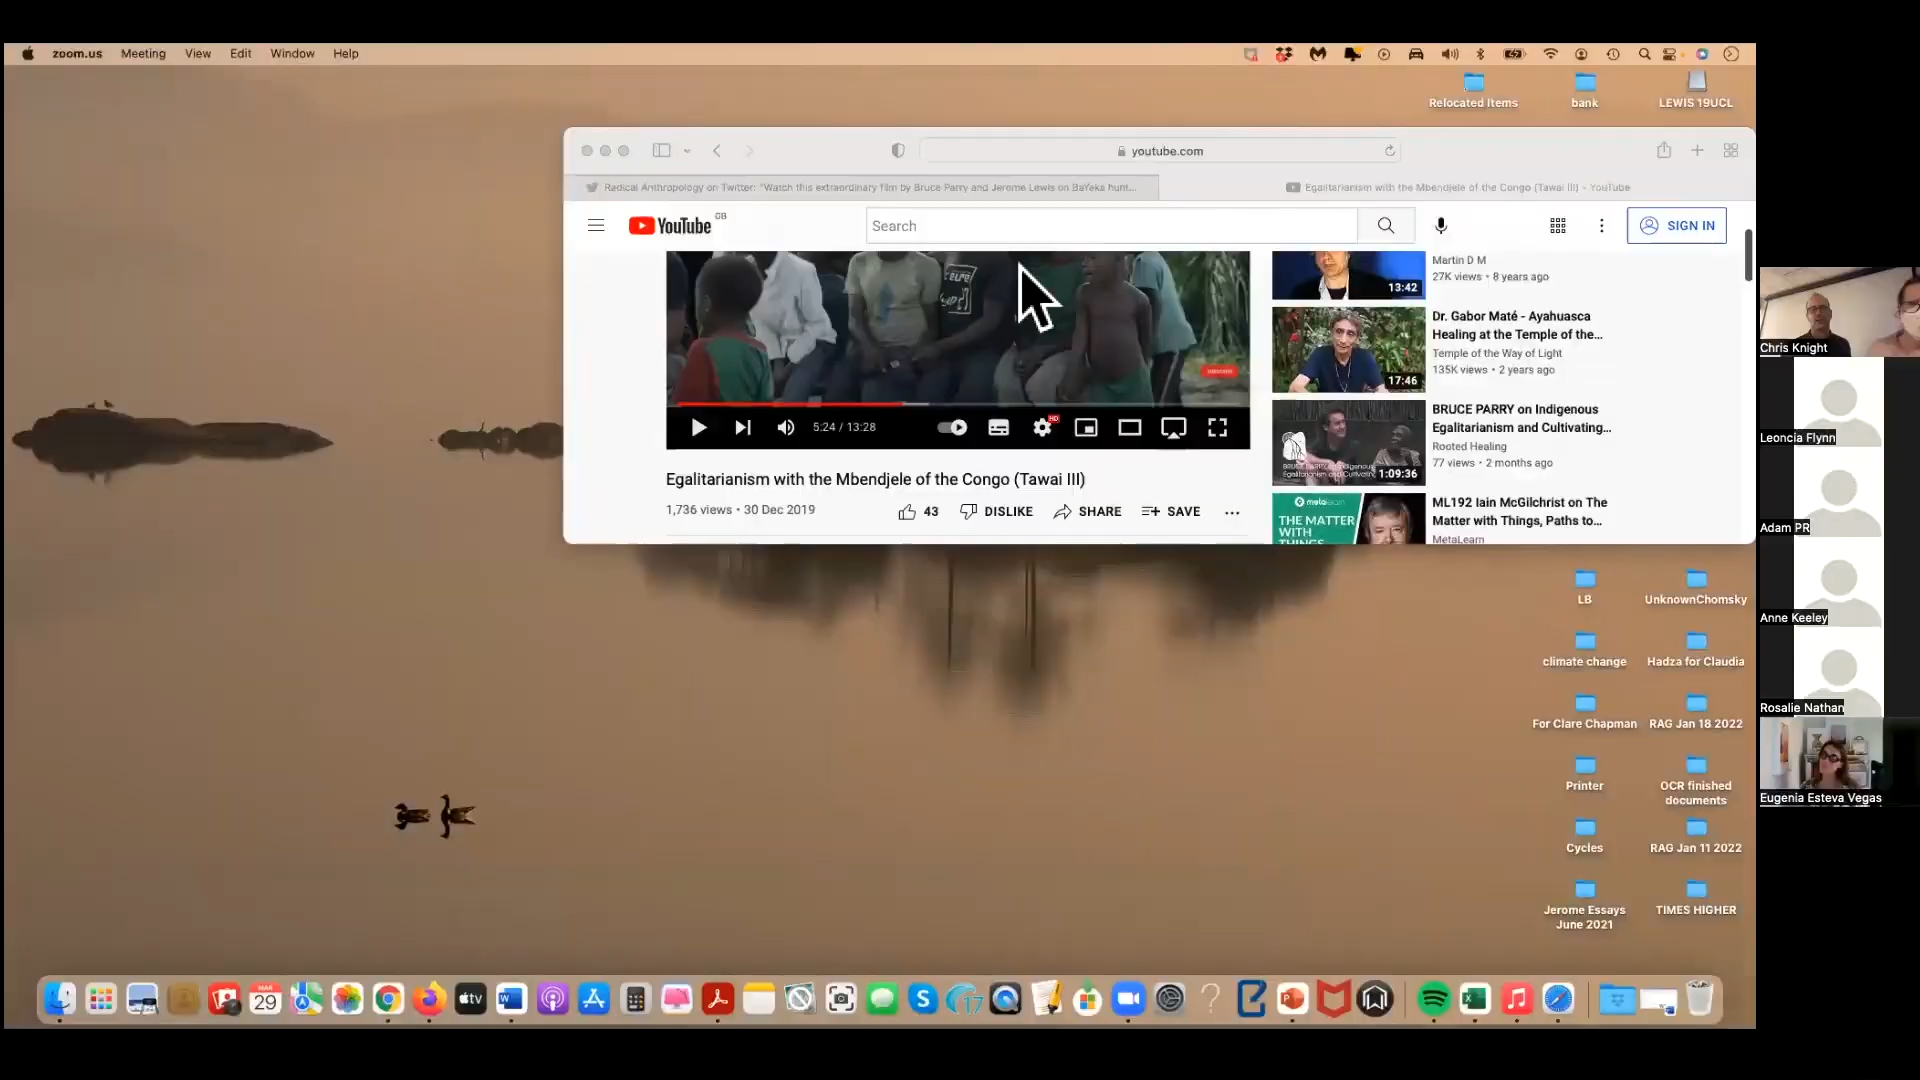 zoom.us Meeting View Edit Window Help
Relocated Items
bank
LEWIS 19UCL
youtube.com
Radical Anthropology on Twitter: "Watch this extraordinary film by Bruce Parry and Jerome Lewis on BaYaka hunt...
Egalitarianism with the Mbendjele of the Congo (Tawai III) - YouTube
YouTube GB
Search
SIGN IN
Martin D M
27K views • 8 years ago
13:42
Dr. Gabor Maté - Ayahuasca
Healing at the Temple of the...
Temple of the Way of Light
135K views • 2 years ago
17:46
BRUCE PARRY on Indigenous
Egalitarianism and Cultivating...
Rooted Healing
77 views • 2 months ago
1:09:36
ML192 Iain McGilchrist on The
Matter with Things, Paths to...
MetaLearn
metalearn
THE MATTER
WITH
THINGS
SUBSCRIBE
5:24 / 13:28
HD
Egalitarianism with the Mbendjele of the Congo (Tawai III)
1,736 views • 30 Dec 2019
43 DISLIKE SHARE SAVE ...
LB
UnknownChomsky
climate change
Hadza for Claudia
For Clare Chapman
RAG Jan 18 2022
Printer
OCR finished
documents
Cycles
RAG Jan 11 2022
Jerome Essays
June 2021
TIMES HIGHER
Chris Knight
Leoncia Flynn
Adam PR
Anne Keeley
Rosalie Nathan
Eugenia Esteva Vegas
MAR
29
tv
W
S
17
P
X